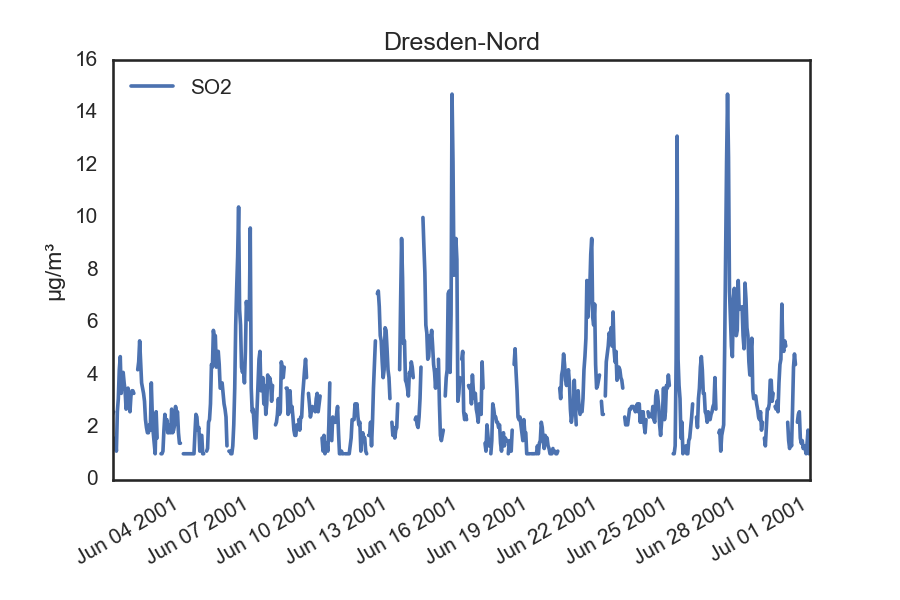 Dresden-Nord
SO2
µg/m³
16
14
12
10
8
6
4
2
0
Jun 04 2001
Jun 07 2001
Jun 10 2001
Jun 13 2001
Jun 16 2001
Jun 19 2001
Jun 22 2001
Jun 25 2001
Jun 28 2001
Jul 01 2001